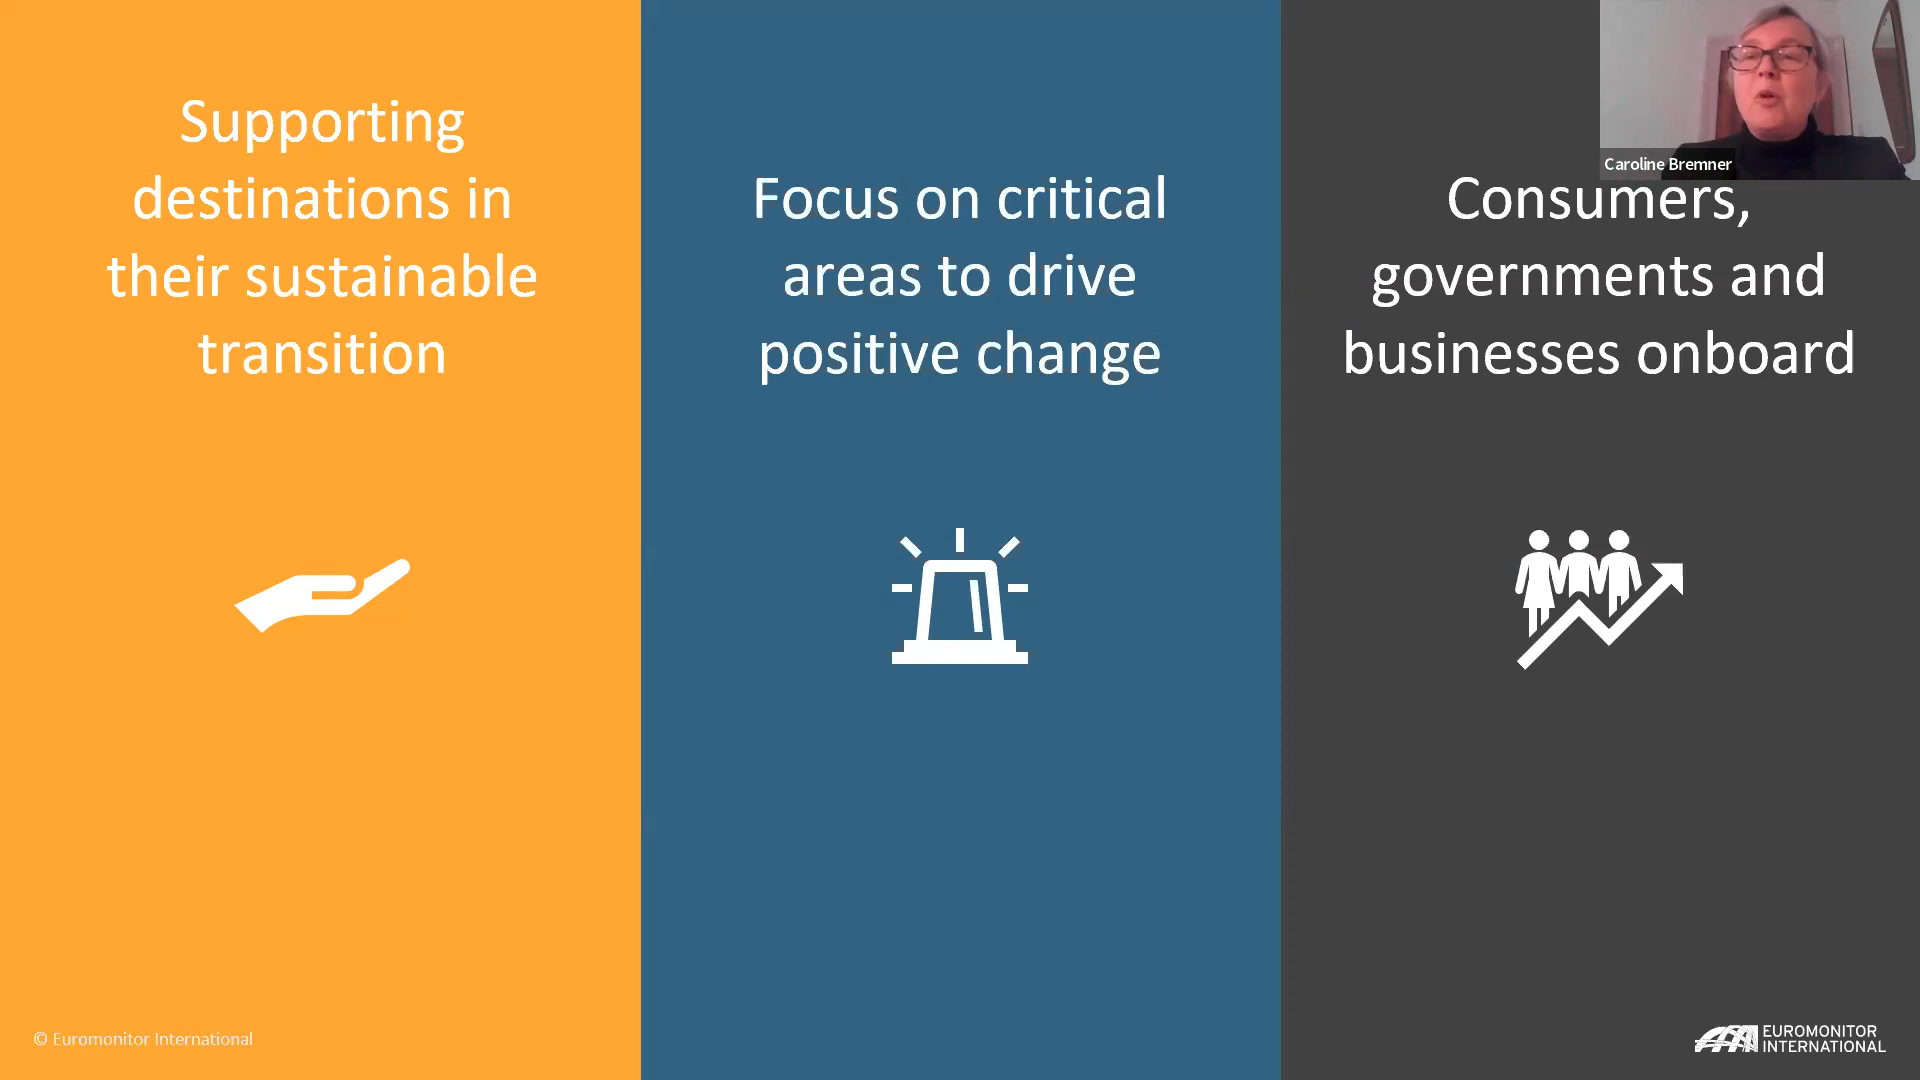 Supporting
destinations in
their sustainable
transition
Focus on critical
areas to drive
positive change
Caroline Bremner
Consumers,
governments and
businesses onboard
© Euromonitor International
EUROMONITOR
INTERNATIONAL